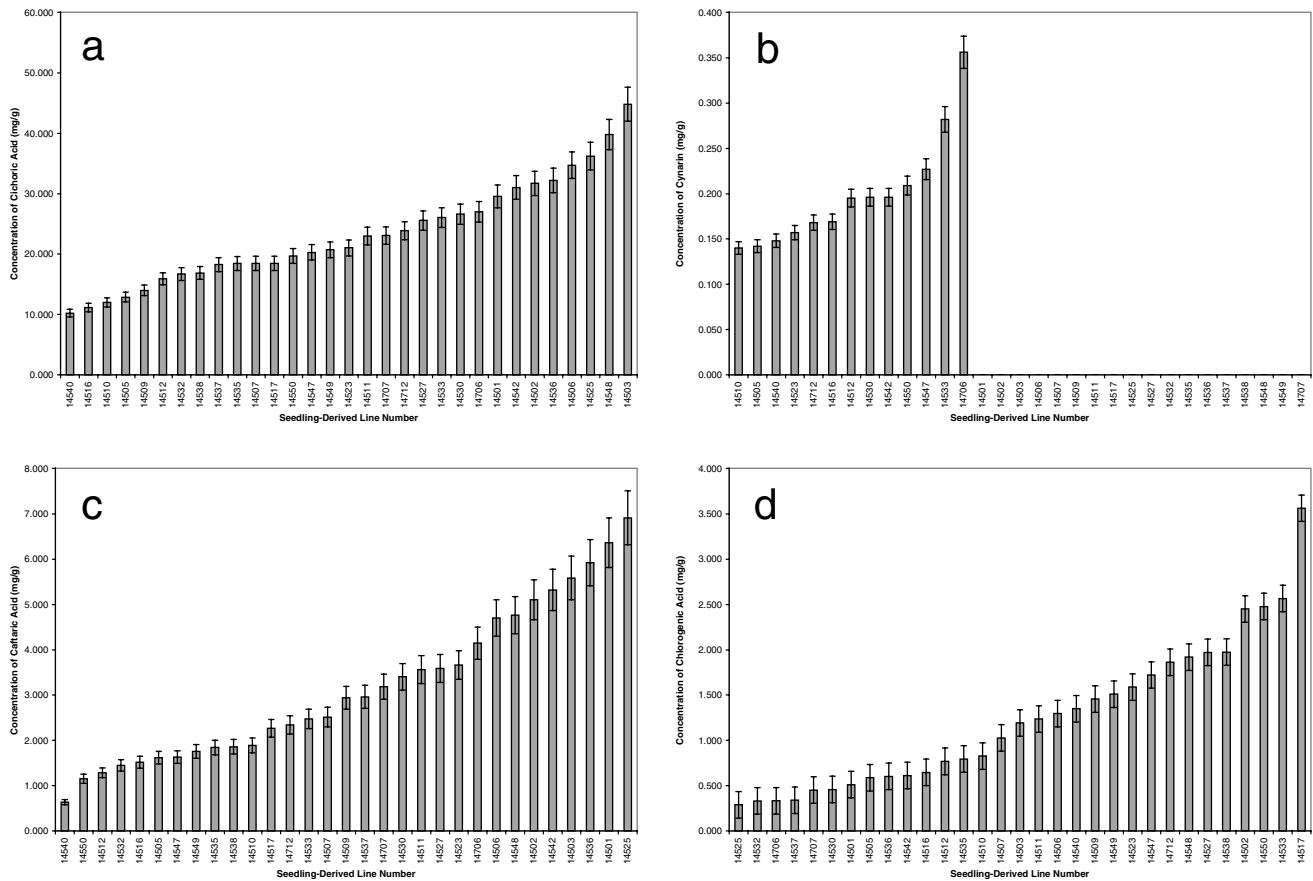 a
60.000
50.000
40.000
30.000
20.000
10.000
0.000
Concentration of Cichoric Acid (mg/g)
14540 14516 14510 14505 14509 14512 14532 14538 14537 14535 14507 14517 14550 14547 14549 14523 14511 14707 14712 14527 14533 14530 14706 14501 14542 14502 14536 14506 14525 14548 14503
Seedling-Derived Line Number
b
0.400
0.350
0.300
0.250
0.200
0.150
0.100
0.050
0.000
Concentration of Cynarin (mg/g)
14510 14505 14540 14523 14712 14516 14512 14530 14542 14550 14547 14533 14706 14501 14502 14503 14506 14507 14509 14511 14517 14525 14527 14532 14535 14536 14537 14538 14548 14549 14707
Seedling-Derived Line Number
c
8.000
7.000
6.000
5.000
4.000
3.000
2.000
1.000
0.000
Concentration of Caftaric Acid (mg/g)
14540 14550 14512 14532 14516 14505 14547 14549 14535 14538 14510 14517 14712 14533 14507 14509 14537 14707 14530 14511 14527 14523 14706 14506 14548 14502 14542 14503 14536 14501 14525
Seedling-Derived Line Number
d
4.000
3.500
3.000
2.500
2.000
1.500
1.000
0.500
0.000
Concentration of Chlorogenic Acid (mg/g)
14525 14532 14706 14537 14707 14530 14501 14505 14536 14542 14516 14512 14535 14510 14507 14503 14511 14506 14540 14509 14549 14523 14547 14712 14548 14527 14538 14502 14550 14533 14517
Seedling-Derived Line Number